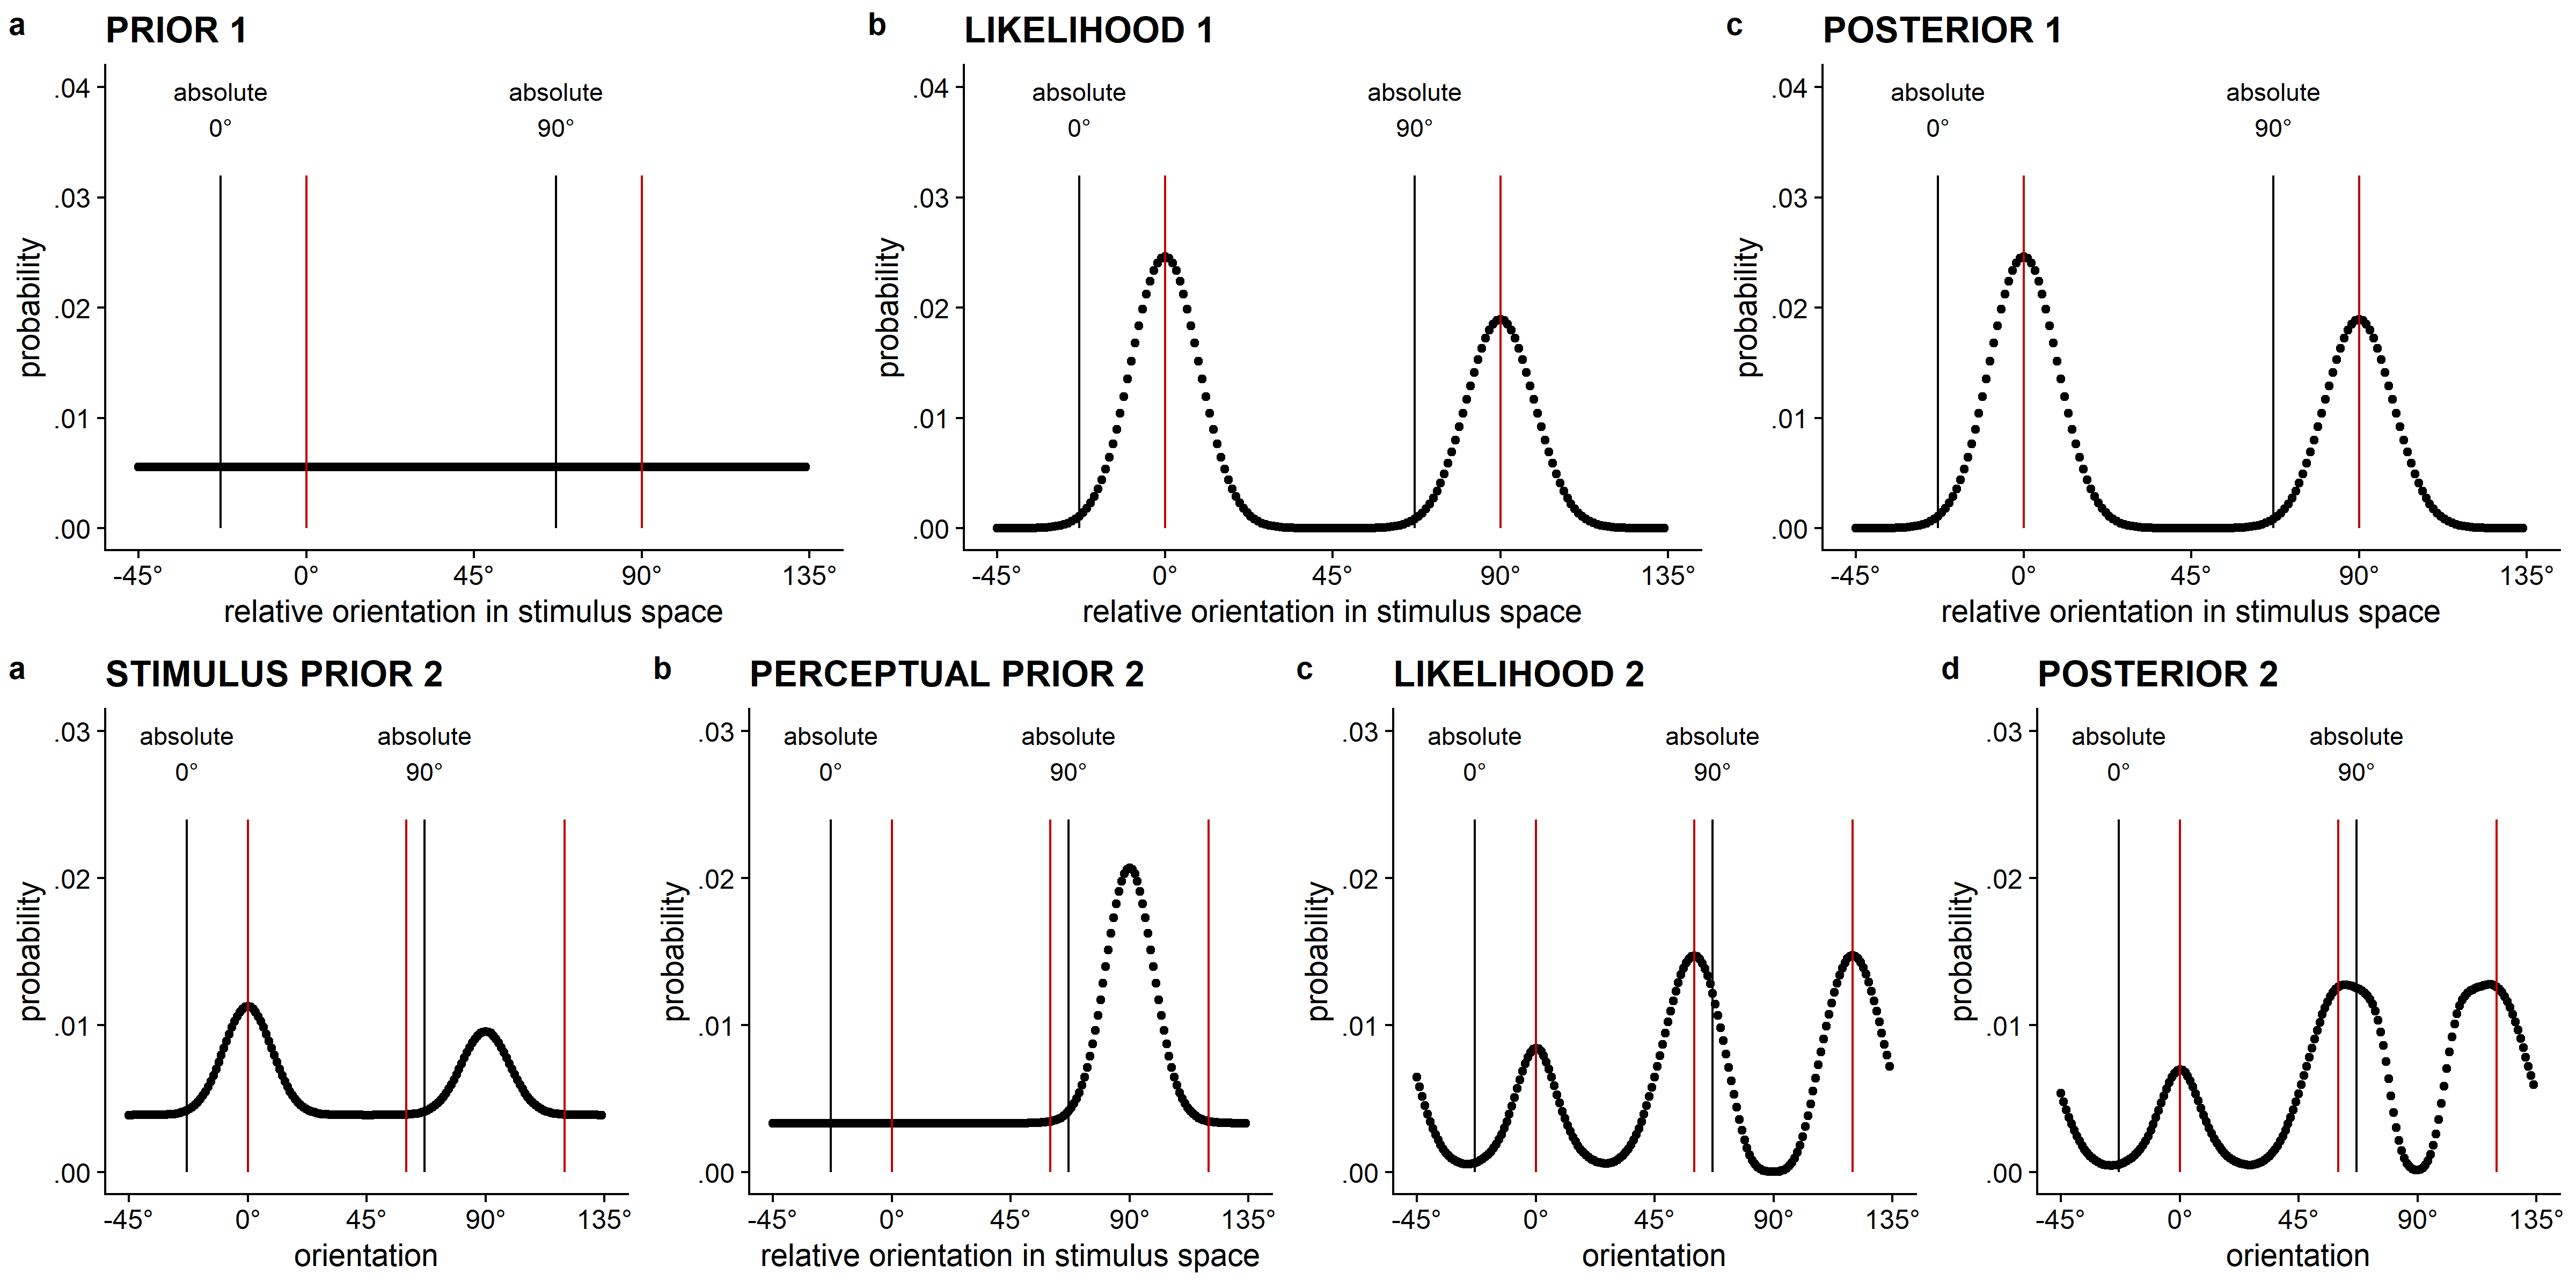 a PRIOR 1
.04
.03
.02
.01
.00
absolute
0°
absolute
90°
probability
-45° 0° 45° 90° 135°
relative orientation in stimulus space
b LIKELIHOOD 1
.04
.03
.02
.01
.00
absolute
0°
absolute
90°
probability
-45° 0° 45° 90° 135°
relative orientation in stimulus space
c POSTERIOR 1
.04
.03
.02
.01
.00
absolute
0°
absolute
90°
probability
-45° 0° 45° 90° 135°
relative orientation in stimulus space
a STIMULUS PRIOR 2
.03
.02
.01
.00
absolute
0°
absolute
90°
probability
-45° 0° 45° 90° 135°
orientation
b PERCEPTUAL PRIOR 2
.03
.02
.01
.00
absolute
0°
absolute
90°
probability
-45° 0° 45° 90° 135°
relative orientation in stimulus space
c LIKELIHOOD 2
.03
.02
.01
.00
absolute
0°
absolute
90°
probability
-45° 0° 45° 90° 135°
orientation
d POSTERIOR 2
.03
.02
.01
.00
absolute
0°
absolute
90°
probability
-45° 0° 45° 90° 135°
orientation